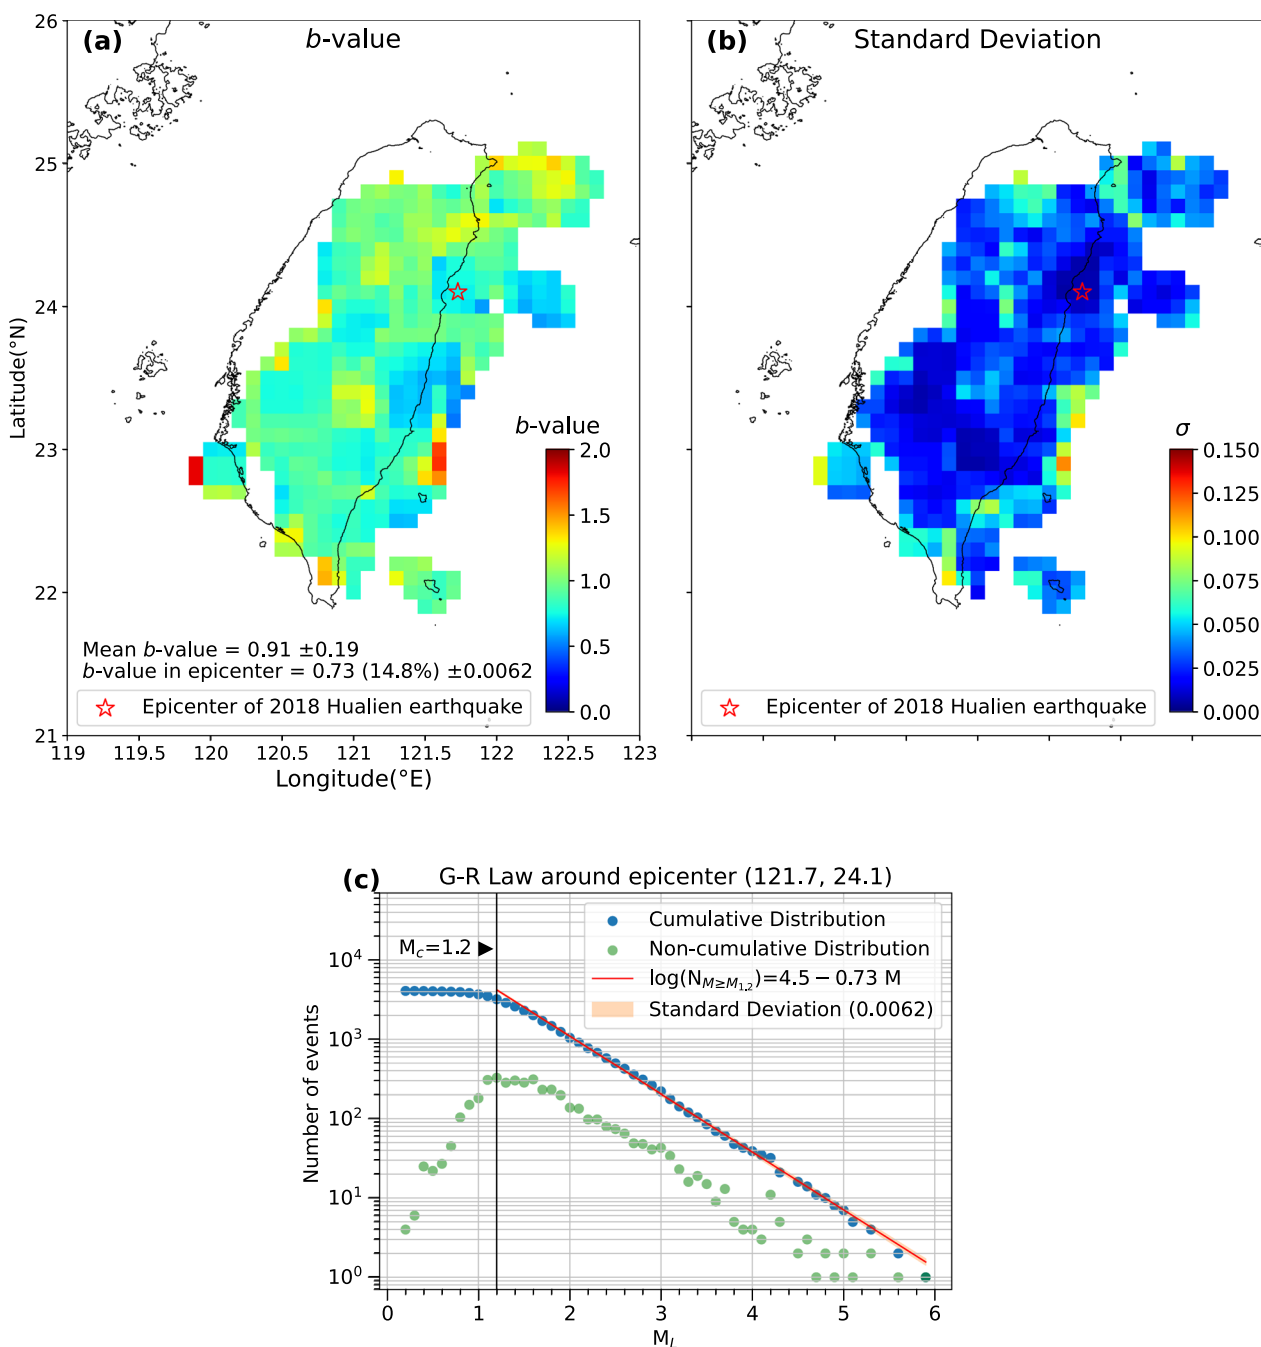 (a) b-value
(b) Standard Deviation
26
25
24
23
22
21
Latitude(°N)
119 119.5 120 120.5 121 121.5 122 122.5 123
Longitude(°E)
b-value
2.0
1.5
1.0
0.5
0.0
Mean b-value = 0.91 ±0.19
b-value in epicenter = 0.73 (14.8%) ±0.0062
Epicenter of 2018 Hualien earthquake
σ
0.150
0.125
0.100
0.075
0.050
0.025
0.000
Epicenter of 2018 Hualien earthquake
(c) G-R Law around epicenter (121.7, 24.1)
M_c=1.2
Cumulative Distribution
Non-cumulative Distribution
log(N_{M≥M_{1.2}})=4.5 − 0.73 M
Standard Deviation (0.0062)
Number of events
10^4
10^3
10^2
10^1
10^0
0 1 2 3 4 5 6
M_L